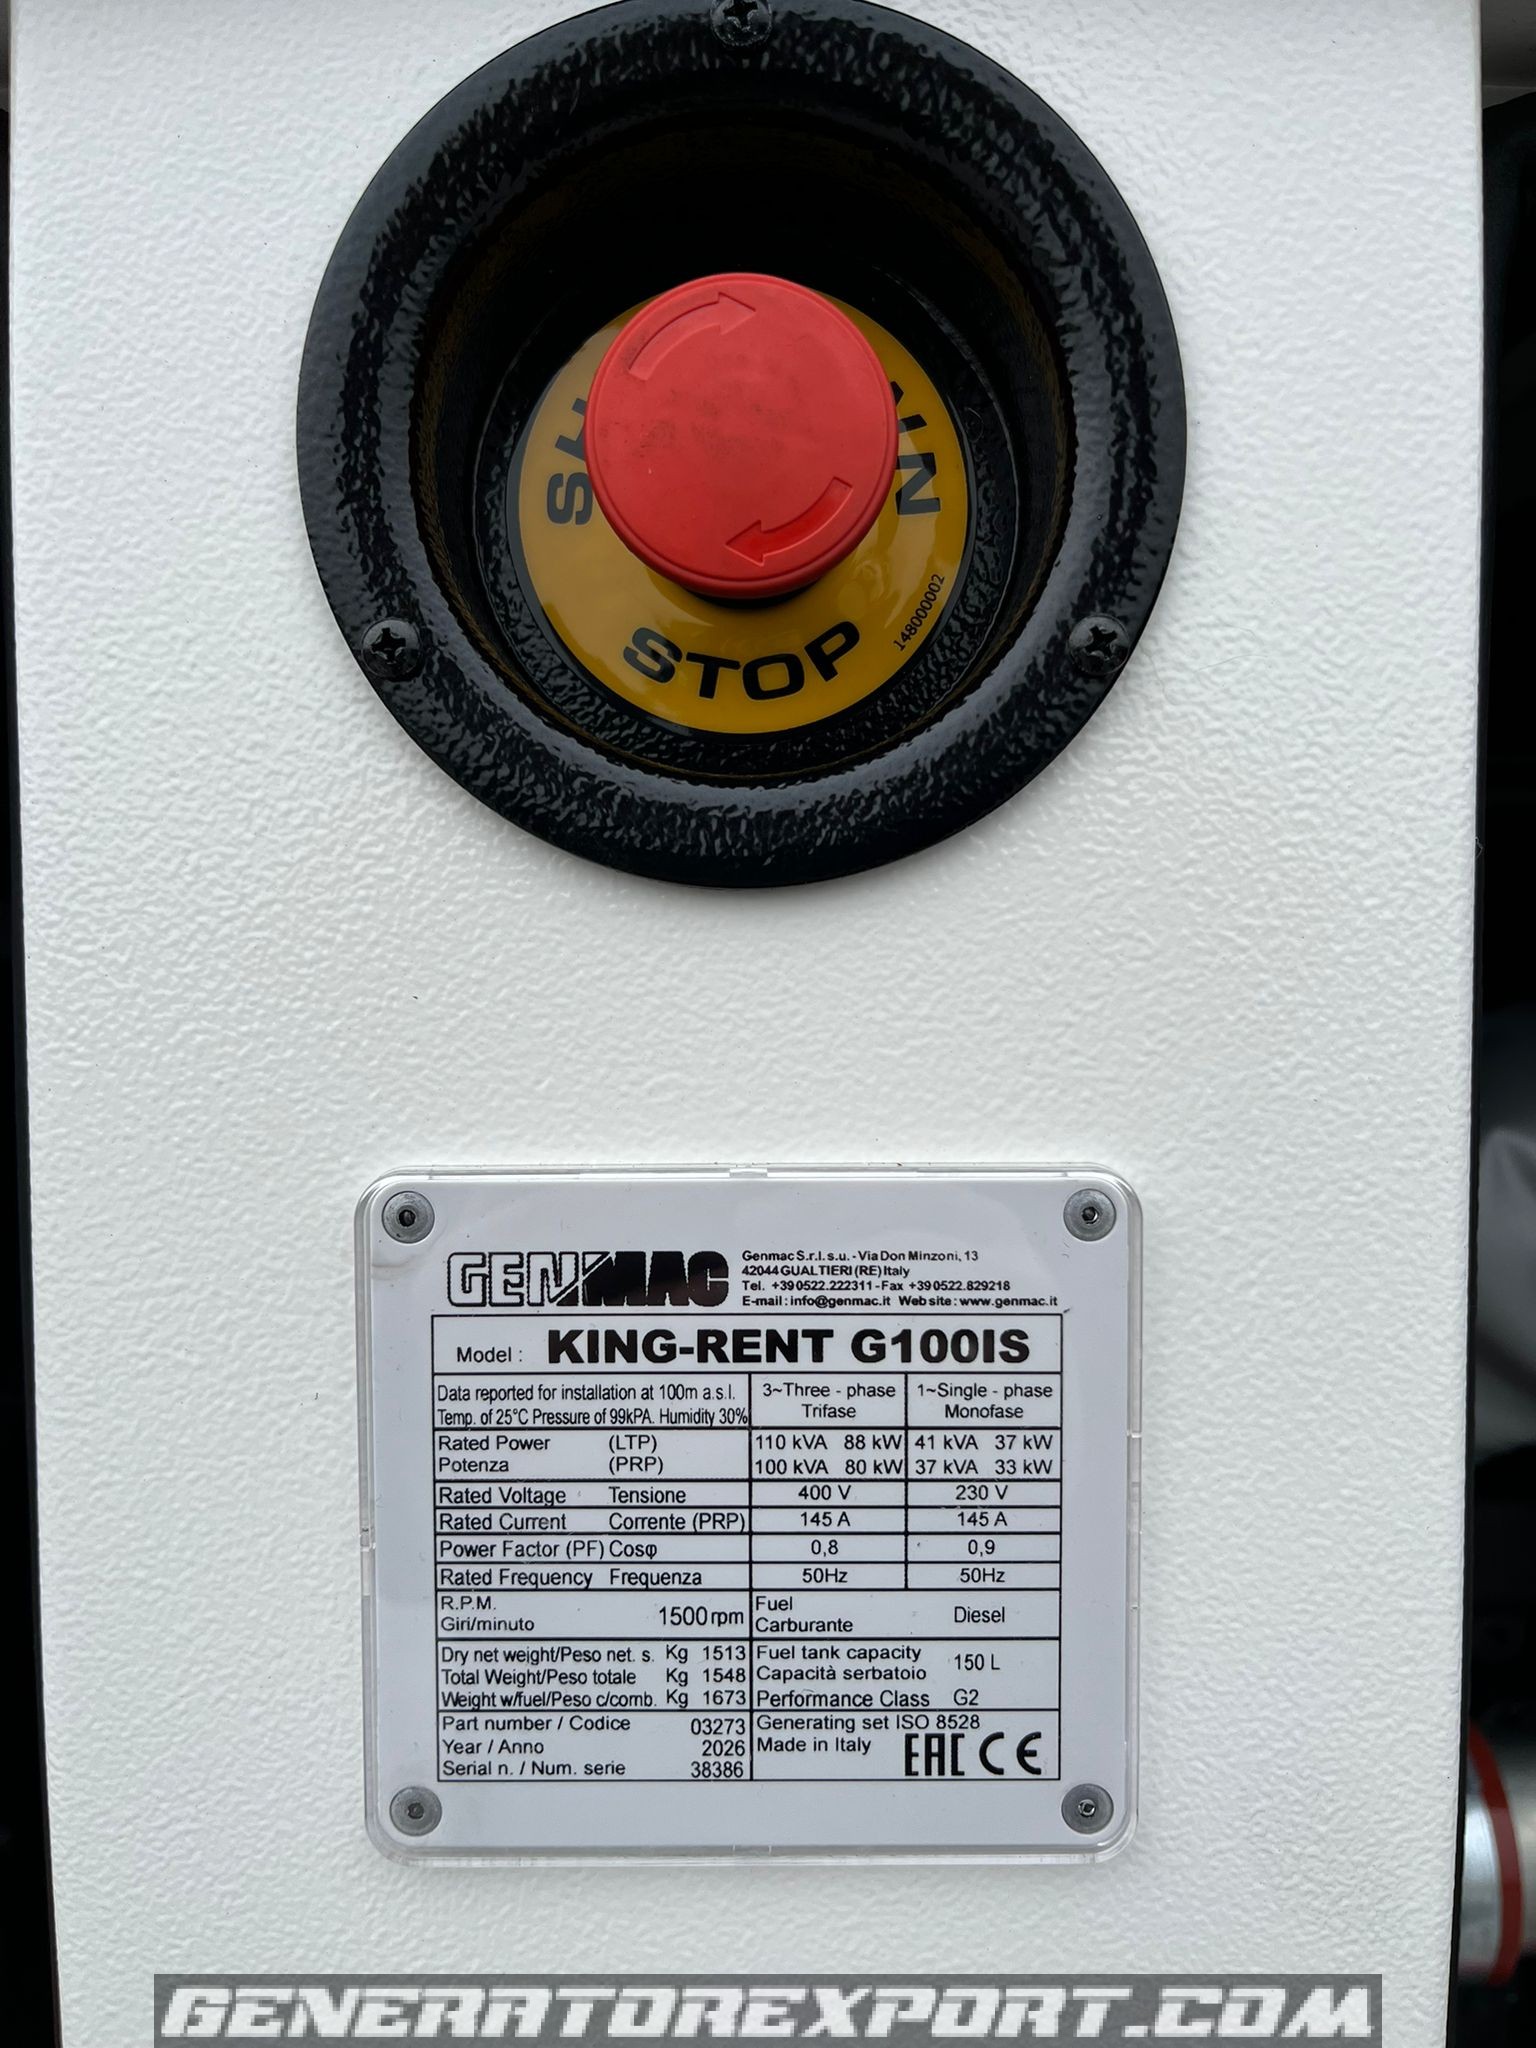 STOP
148000002
GENMAC
Genmac S.r.l. s.u. - Via Don Minzoni, 13
42044 GUALTIERI (RE) Italy
Tel. +39 0522.222311 - Fax +39 0522.829218
E-mail : info@genmac.it Web site : www.genmac.it
Model : KING-RENT G100IS
Data reported for installation at 100m a.s.l.
Temp. of 25°C Pressure of 99kPA. Humidity 30%
3~Three - phase
Trifase
1~Single - phase
Monofase
Rated Power (LTP) 110 kVA 88 kW 41 kVA 37 kW
Potenza (PRP) 100 kVA 80 kW 37 kVA 33 kW
Rated Voltage Tensione 400 V 230 V
Rated Current Corrente (PRP) 145 A 145 A
Power Factor (PF) Cosφ 0,8 0,9
Rated Frequency Frequenza 50Hz 50Hz
R.P.M.
Giri/minuto 1500 rpm
Fuel
Carburante Diesel
Dry net weight/Peso net. s. Kg 1513
Total Weight/Peso totale Kg 1548
Weight w/fuel/Peso c/comb. Kg 1673
Fuel tank capacity
Capacità serbatoio 150 L
Performance Class G2
Part number / Codice 03273
Year / Anno 2026
Serial n. / Num. serie 38386
Generating set ISO 8528
Made in Italy EAC CE
GENERATOREXPORT.COM